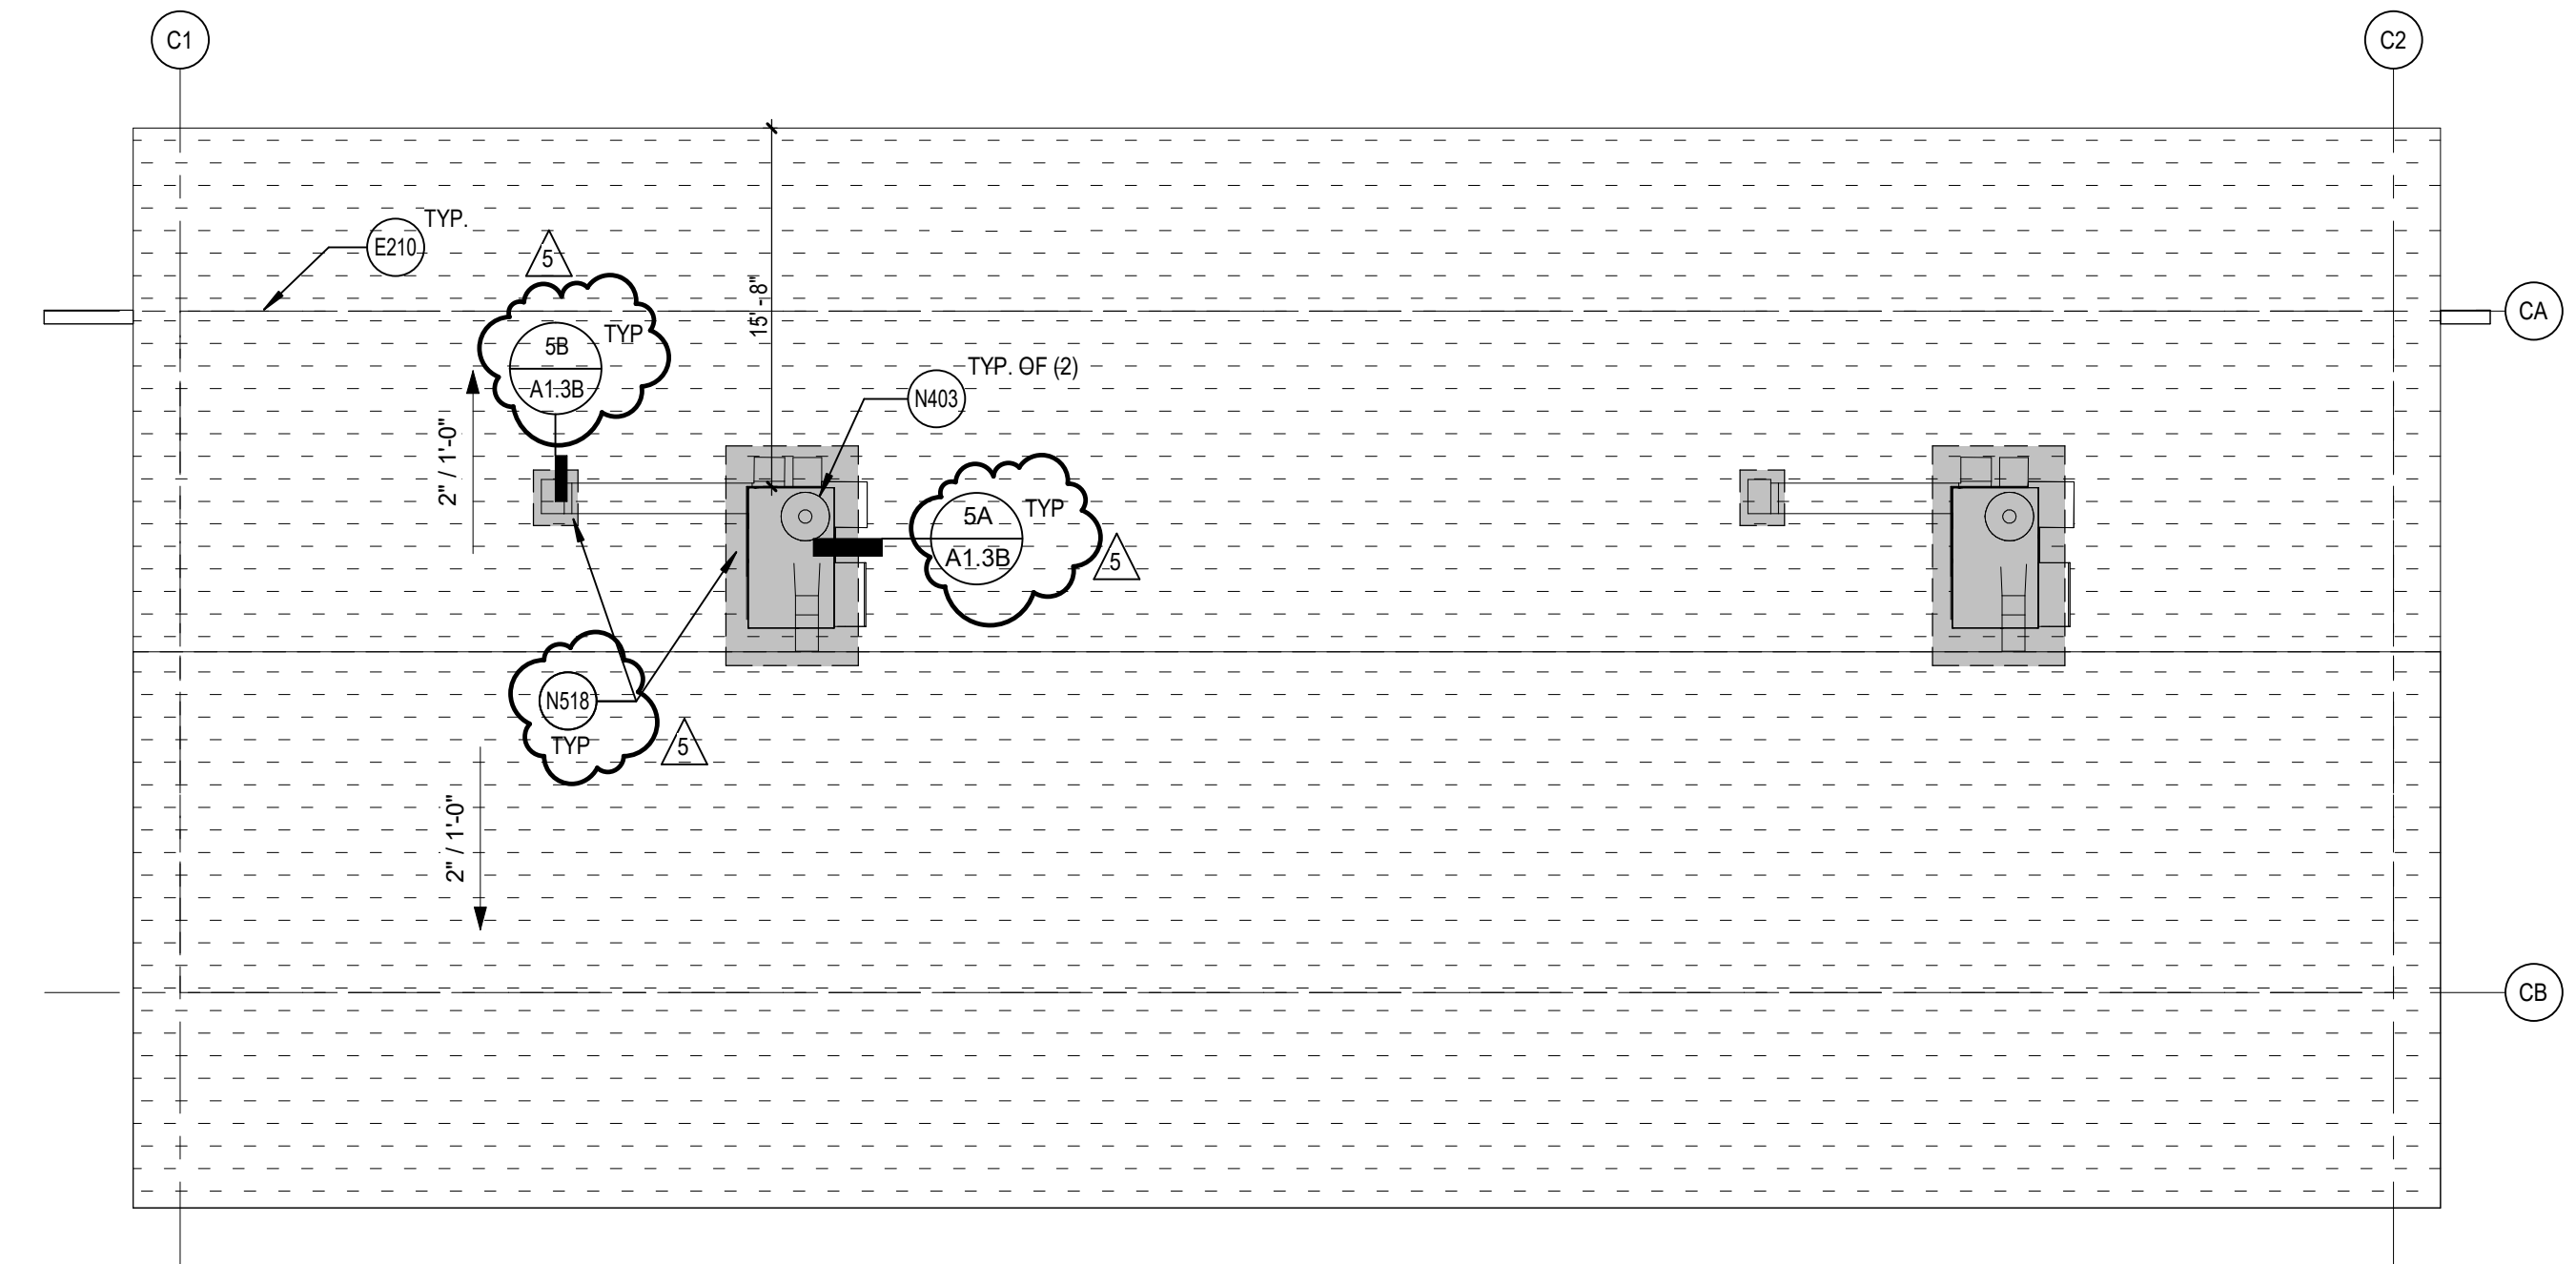 C1
C2
TYP.
E210
5
CA
15' - 8"
TYP
5B
A1.3B
TYP. OF (2)
N403
2" / 1'-0"
5A
TYP
A1.3B
5
N518
TYP
5
2" / 1'-0"
CB